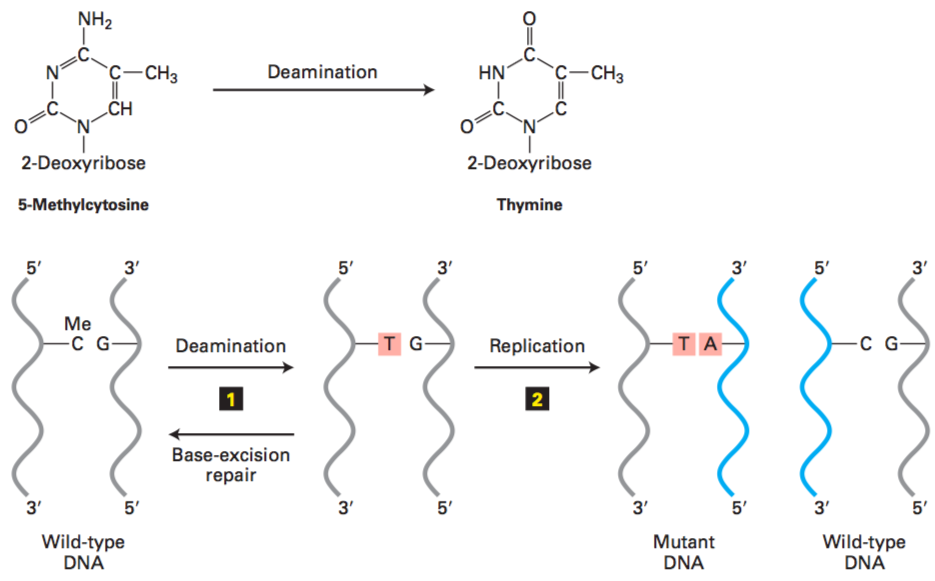 NH2
C
N
C—CH3
C
CH
O
N
2-Deoxyribose
5-Methylcytosine
Deamination
O
C
HN
C—CH3
C
C
O
N
2-Deoxyribose
Thymine
5′ 3′
Me
C G
3′ 5′
Wild-type
DNA
Deamination
1
Base-excision
repair
5′ 3′
T G
3′ 5′
Replication
2
5′ 3′
T A
3′ 5′
Mutant
DNA
5′ 3′
C G
3′ 5′
Wild-type
DNA